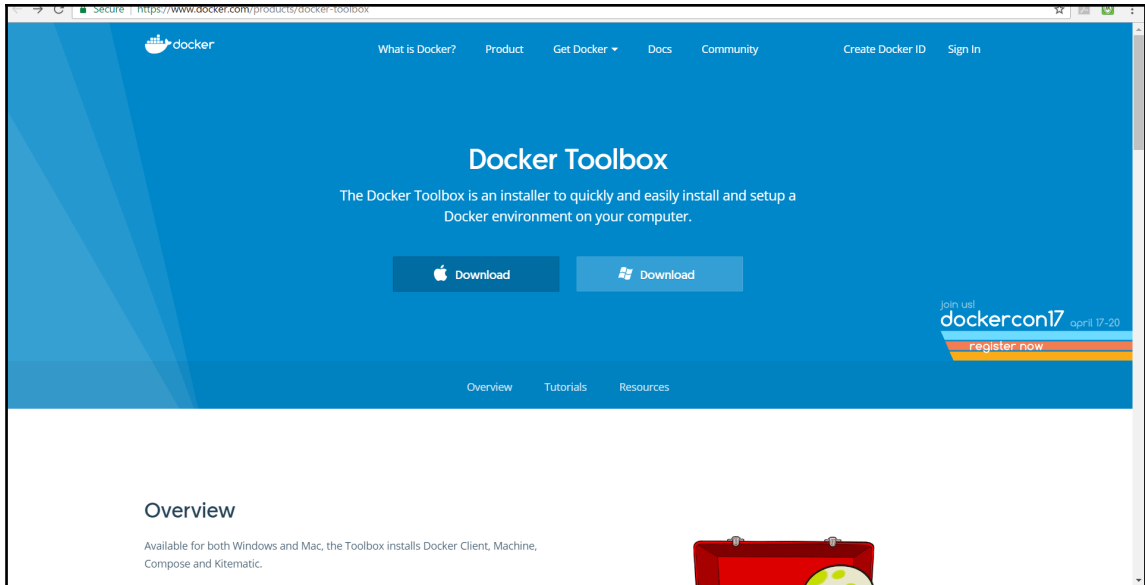 Secure | https://www.docker.com/products/docker-toolbox
docker What is Docker? Product Get Docker Docs Community Create Docker ID Sign In
Docker Toolbox
The Docker Toolbox is an installer to quickly and easily install and setup a
Docker environment on your computer.
Download Download
join us!
dockercon17 april 17-20
register now
Overview Tutorials Resources
Overview
Available for both Windows and Mac, the Toolbox installs Docker Client, Machine,
Compose and Kitematic.